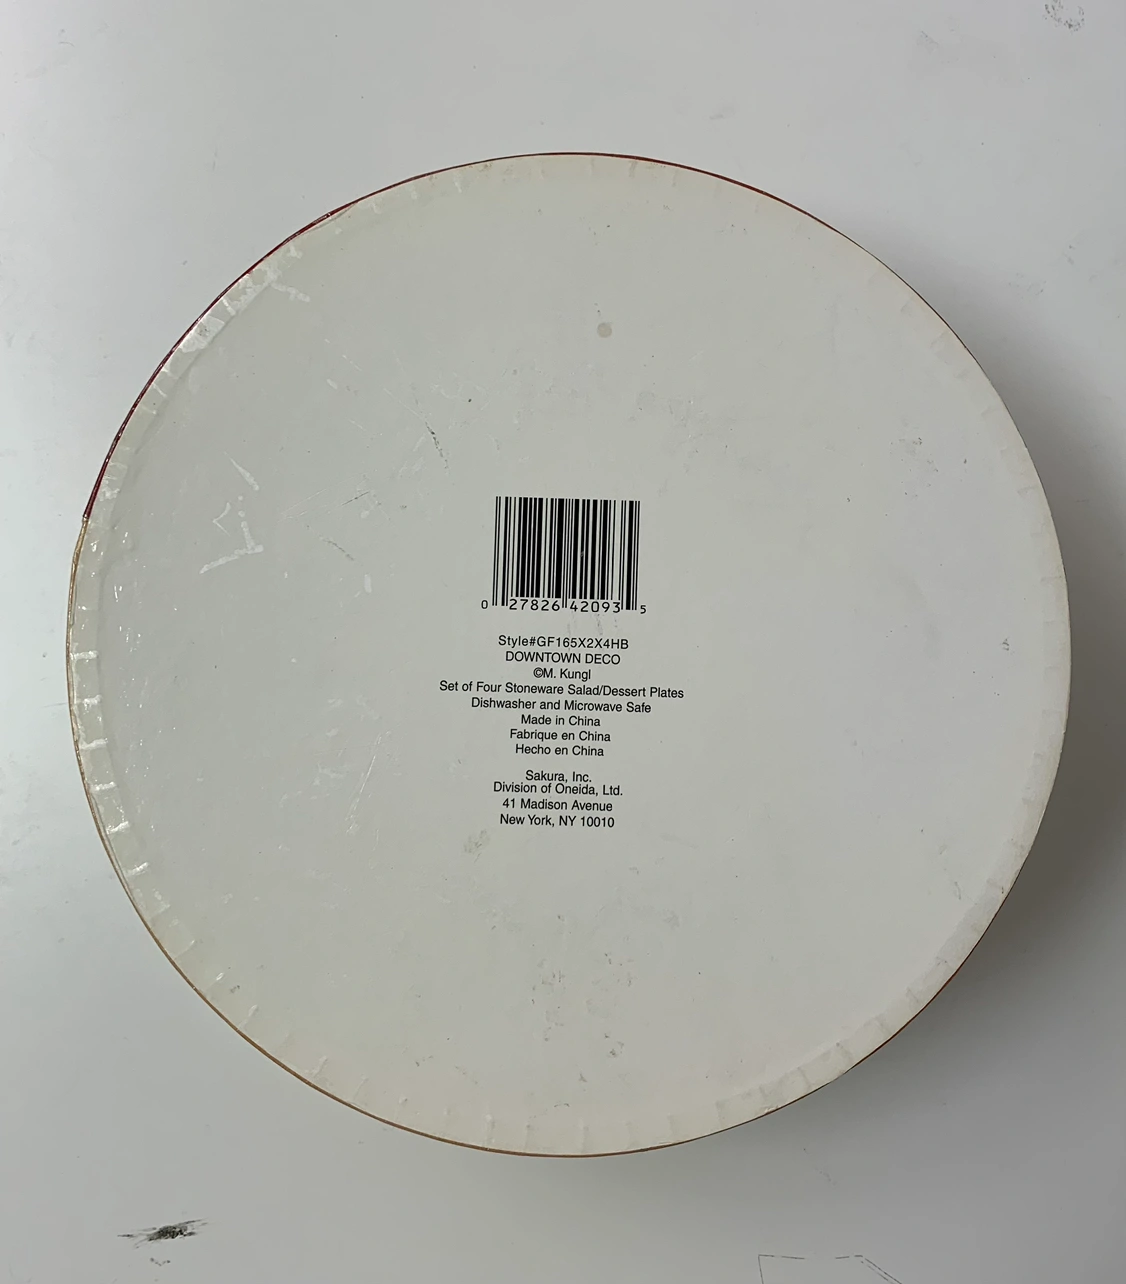 0 27826 42093 5
Style#GF165X2X4HB
DOWNTOWN DECO
©M. Kungl
Set of Four Stoneware Salad/Dessert Plates
Dishwasher and Microwave Safe
Made in China
Fabrique en China
Hecho en China
Sakura, Inc.
Division of Oneida, Ltd.
41 Madison Avenue
New York, NY 10010